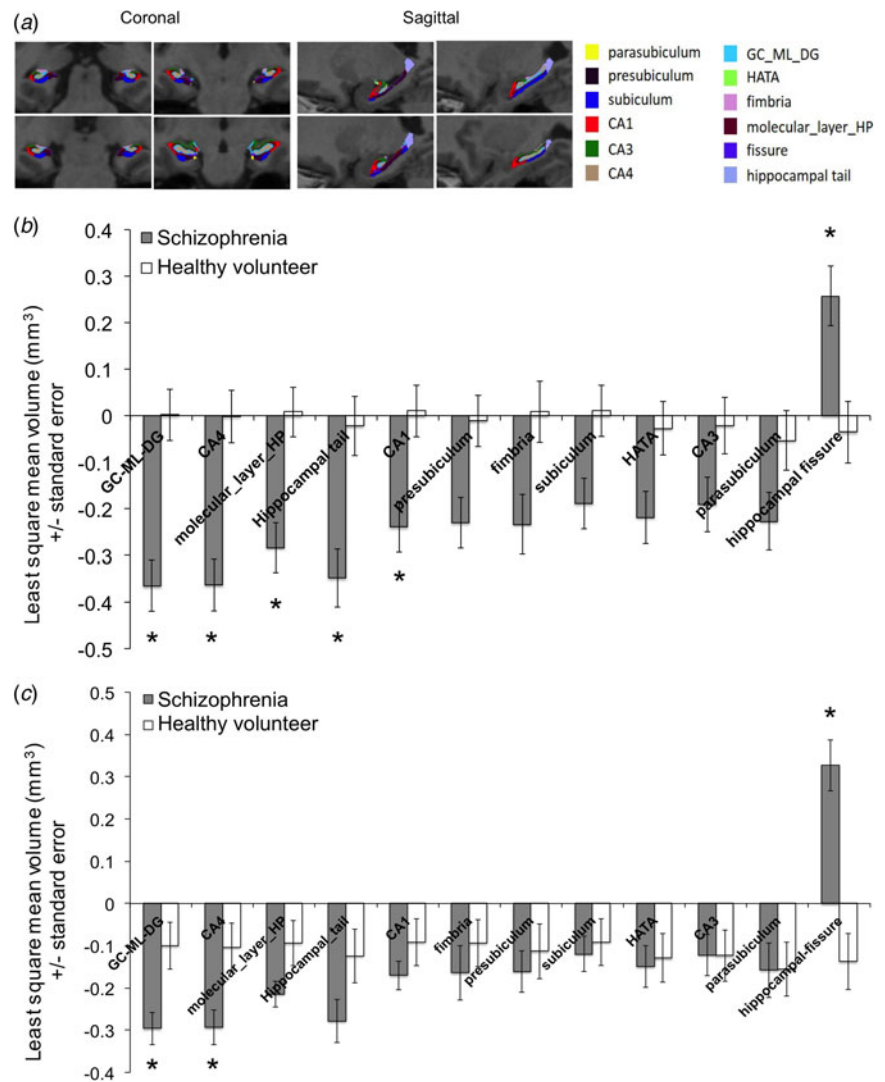 (a)
Coronal
Sagittal
parasubiculum
presubiculum
subiculum
CA1
CA3
CA4
GC_ML_DG
HATA
fimbria
molecular_layer_HP
fissure
hippocampal tail
(b)
Least square mean volume (mm³)
+/- standard error
0.4
0.3
0.2
0.1
0
-0.1
-0.2
-0.3
-0.4
-0.5
Schizophrenia
Healthy volunteer
GC-ML-DG
CA4
molecular_layer_HP
Hippocampal tail
CA1
presubiculum
fimbria
subiculum
HATA
CA3
parasubiculum
hippocampal fissure
*
*
*
*
*
*
(c)
Least square mean volume (mm³)
+/- standard error
0.5
0.4
0.3
0.2
0.1
0
-0.1
-0.2
-0.3
0.4
Schizophrenia
Healthy volunteer
GC-ML-DG
CA4
molecular_layer_HP
Hippocampal_tail
CA1
fimbria
presubiculum
subiculum
HATA
CA3
parasubiculum
hippocampal-fissure
*
*
*